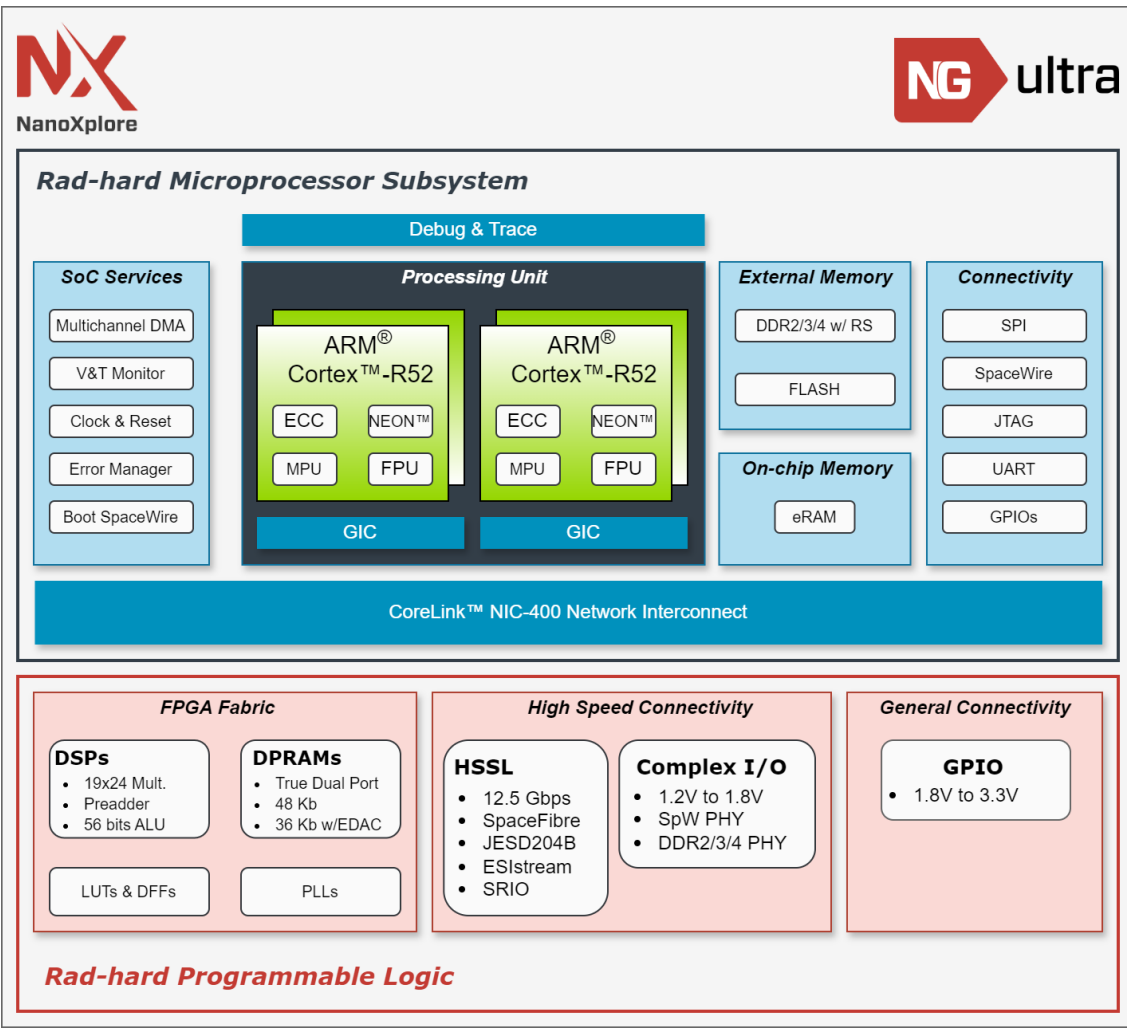 NX
NanoXplore
NG ultra
Rad-hard Microprocessor Subsystem
Debug & Trace
SoC Services
Multichannel DMA
V&T Monitor
Clock & Reset
Error Manager
Boot SpaceWire
Processing Unit
ARM®
Cortex™-R52
ECC
NEON™
MPU
FPU
GIC
ARM®
Cortex™-R52
ECC
NEON™
MPU
FPU
GIC
External Memory
DDR2/3/4 w/ RS
FLASH
On-chip Memory
eRAM
Connectivity
SPI
SpaceWire
JTAG
UART
GPIOs
CoreLink™ NIC-400 Network Interconnect
FPGA Fabric
DSPs
• 19x24 Mult.
• Preadder
• 56 bits ALU
DPRAMs
• True Dual Port
• 48 Kb
• 36 Kb w/EDAC
LUTs & DFFs
PLLs
High Speed Connectivity
HSSL
• 12.5 Gbps
• SpaceFibre
• JESD204B
• ESIstream
• SRIO
Complex I/O
• 1.2V to 1.8V
• SpW PHY
• DDR2/3/4 PHY
General Connectivity
GPIO
• 1.8V to 3.3V
Rad-hard Programmable Logic